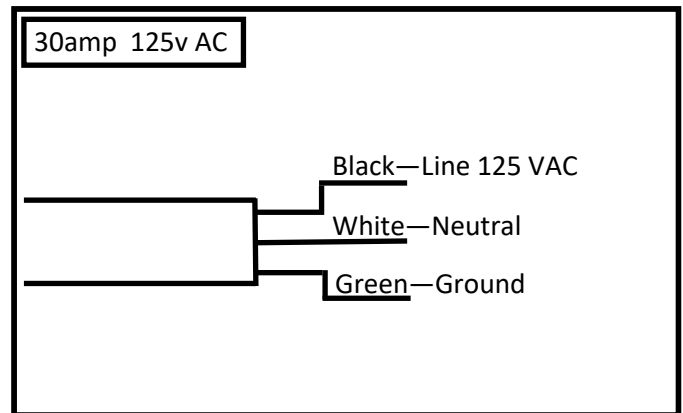 30amp 125v AC
Black—Line 125 VAC
White—Neutral
Green—Ground